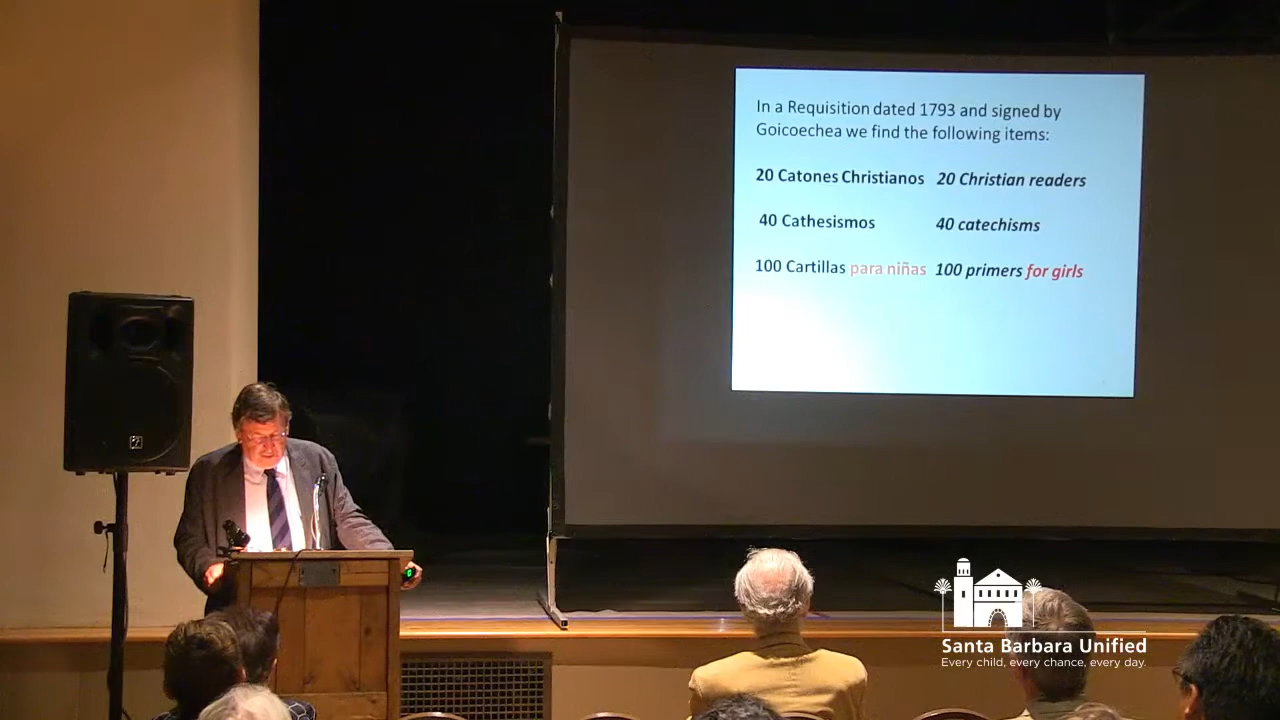 In a Requisition dated 1793 and signed by
Goicoechea we find the following items:
20 Catones Christianos 20 Christian readers
40 Cathesismos 40 catechisms
100 Cartillas para niñas 100 primers for girls
Santa Barbara Unified
Every child, every chance, every day.